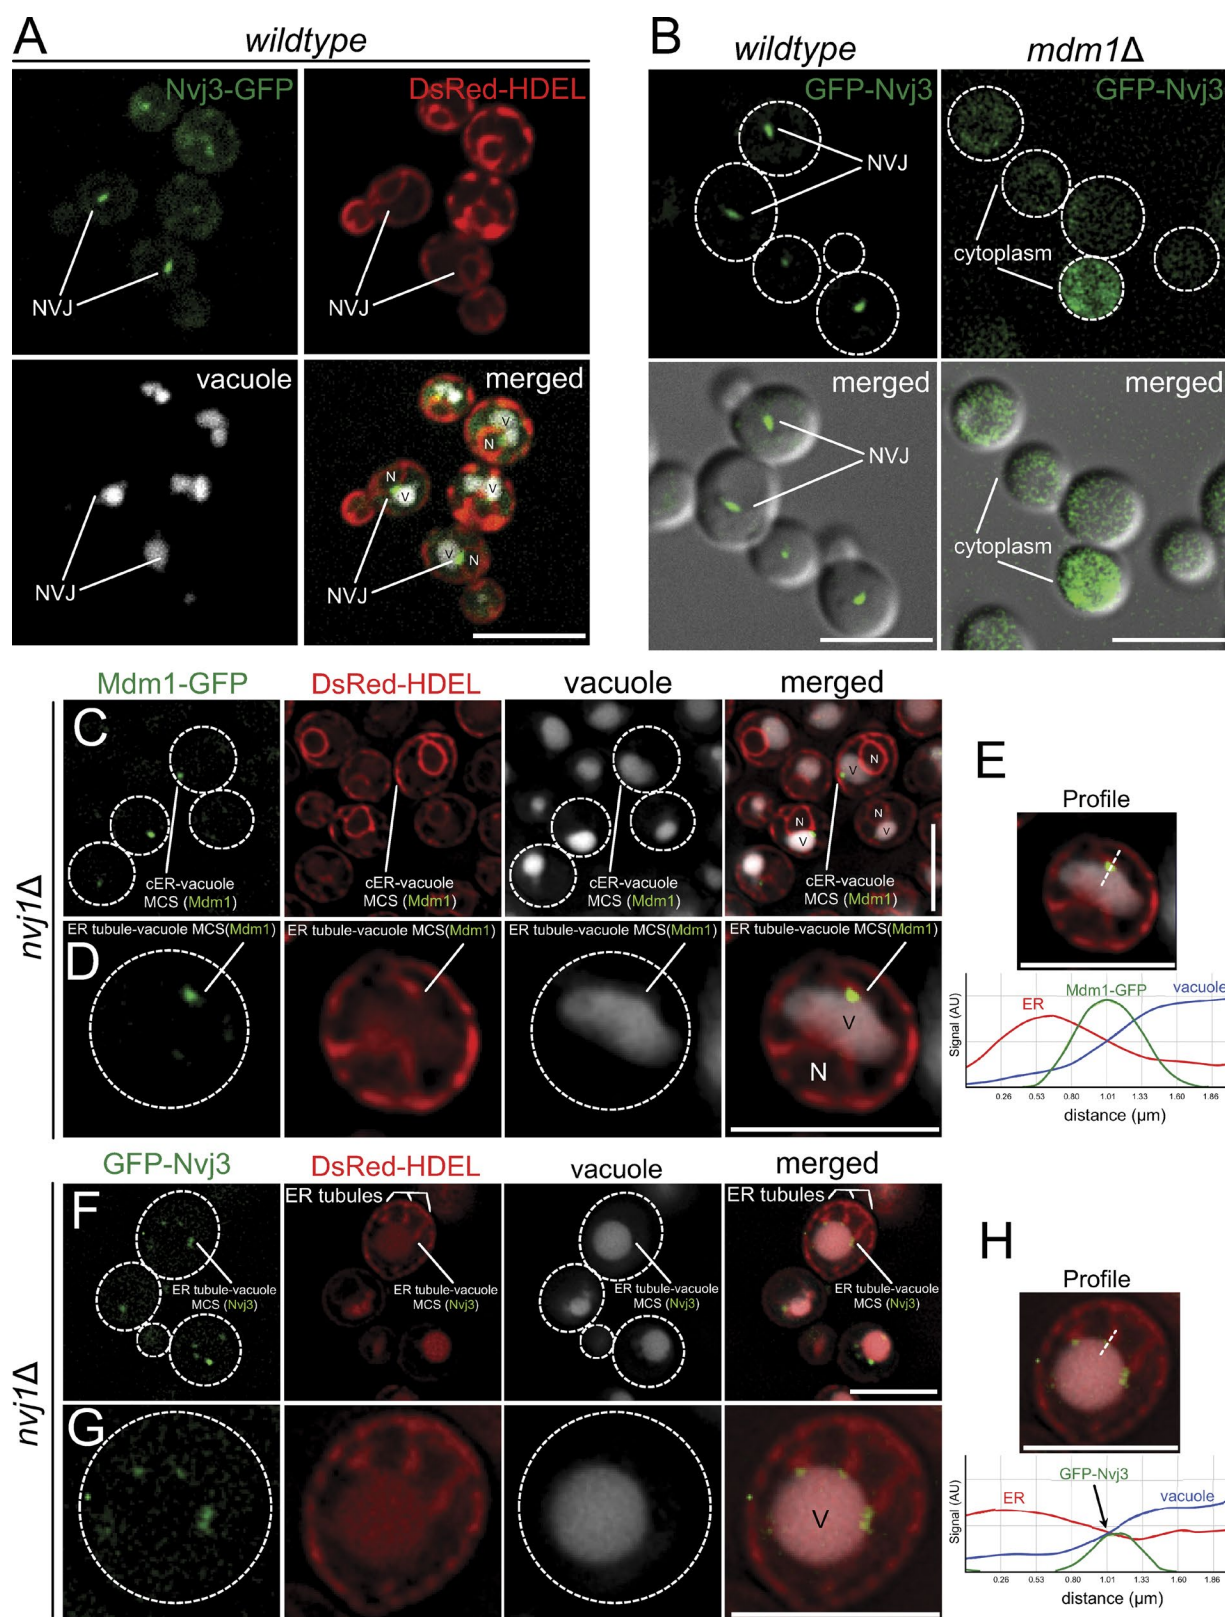 A
wildtype
Nvj3-GFP
DsRed-HDEL
NVJ
NVJ
vacuole
merged
V
N
N
V
V
V
N
NVJ
NVJ
B
wildtype
mdm1Δ
GFP-Nvj3
GFP-Nvj3
NVJ
cytoplasm
merged
merged
NVJ
cytoplasm
nvj1Δ
Mdm1-GFP
DsRed-HDEL
vacuole
merged
C
N
V
N
V
N
V
cER-vacuole
MCS (Mdm1)
cER-vacuole
MCS (Mdm1)
cER-vacuole
MCS (Mdm1)
cER-vacuole
MCS (Mdm1)
D
ER tubule-vacuole MCS(Mdm1)
ER tubule-vacuole MCS(Mdm1)
ER tubule-vacuole MCS(Mdm1)
ER tubule-vacuole MCS(Mdm1)
V
N
E
Profile
Mdm1-GFP
vacuole
ER
Signal (AU)
0.26 0.53 0.80 1.01 1.33 1.60 1.86
distance (µm)
nvj1Δ
GFP-Nvj3
DsRed-HDEL
vacuole
merged
F
ER tubules
ER tubules
ER tubule-vacuole
MCS (Nvj3)
ER tubule-vacuole
MCS (Nvj3)
ER tubule-vacuole
MCS (Nvj3)
ER tubule-vacuole
MCS (Nvj3)
G
V
H
Profile
GFP-Nvj3
ER
vacuole
Signal (AU)
0.26 0.53 0.80 1.01 1.33 1.60 1.86
distance (µm)